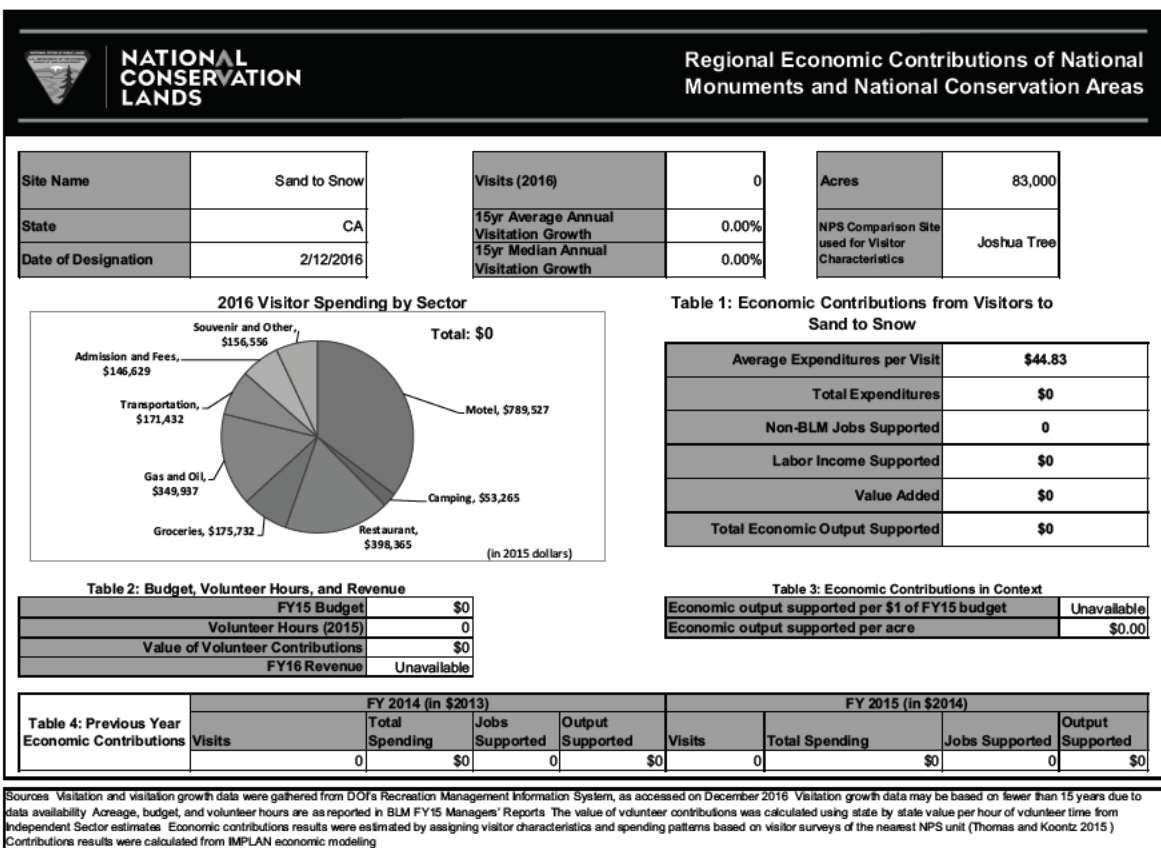 NATIONAL
CONSERVATION
LANDS
Regional Economic Contributions of National
Monuments and National Conservation Areas
Site Name Sand to Snow
State CA
Date of Designation 2/12/2016
Visits (2016) 0
15yr Average Annual
Visitation Growth 0.00%
15yr Median Annual
Visitation Growth 0.00%
Acres 83,000
NPS Comparison Site
used for Visitor
Characteristics
Joshua Tree
2016 Visitor Spending by Sector
Total: $0
Souvenir and Other,
$156,556
Admission and Fees,
$146,629
Transportation,
$171,432
Gas and Oil,
$349,937
Groceries, $175,732
Motel, $789,527
Camping, $53,265
Restaurant,
$398,365
(in 2015 dollars)
Table 1: Economic Contributions from Visitors to
Sand to Snow
Average Expenditures per Visit $44.83
Total Expenditures $0
Non-BLM Jobs Supported 0
Labor Income Supported $0
Value Added $0
Total Economic Output Supported $0
Table 2: Budget, Volunteer Hours, and Revenue
FY15 Budget $0
Volunteer Hours (2015) 0
Value of Volunteer Contributions $0
FY16 Revenue Unavailable
Table 3: Economic Contributions in Context
Economic output supported per $1 of FY15 budget Unavailable
Economic output supported per acre $0.00
Table 4: Previous Year
Economic Contributions
FY 2014 (in $2013) FY 2015 (in $2014)
Visits Total Spending Jobs Supported Output Supported Visits Total Spending Jobs Supported Output Supported
0 $0 0 $0 0 $0 0 $0
Sources Visitation and visitation growth data were gathered from DOI's Recreation Management Information System, as accessed on December 2016 Visitation growth data may be based on fewer than 15 years due to
data availability Acreage, budget, and volunteer hours are as reported in BLM FY15 Managers' Reports The value of volunteer contributions was calculated using state by state value per hour of volunteer time from
Independent Sector estimates Economic contributions results were estimated by assigning visitor characteristics and spending patterns based on visitor surveys of the nearest NPS unit (Thomas and Koontz 2015 )
Contributions results were calculated from IMPLAN economic modeling